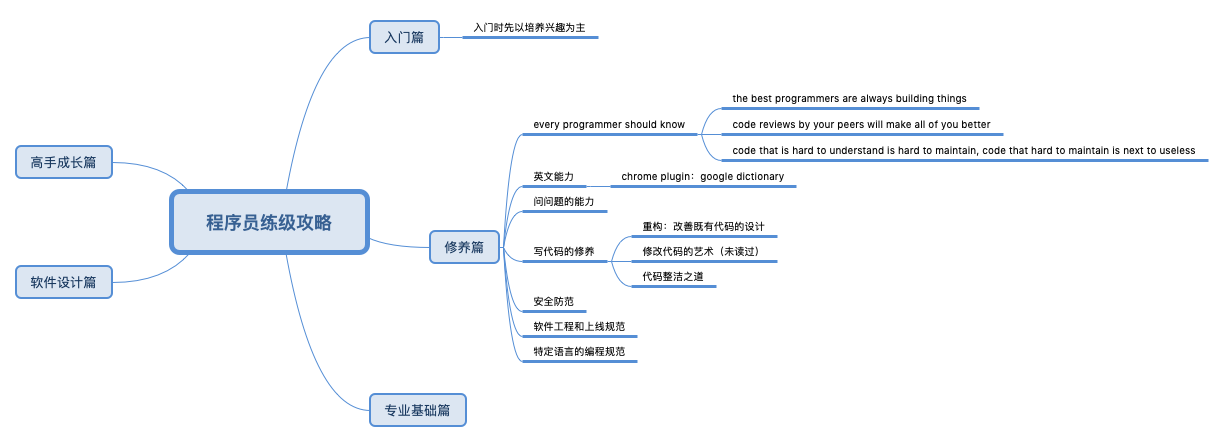 入门篇
入门时先以培养兴趣为主
the best programmers are always building things
every programmer should know
code reviews by your peers will make all of you better
code that is hard to understand is hard to maintain, code that hard to maintain is next to useless
高手成长篇
英文能力
chrome plugin：google dictionary
问问题的能力
程序员练级攻略
重构：改善既有代码的设计
修养篇
写代码的修养
修改代码的艺术（未读过）
软件设计篇
代码整洁之道
安全防范
软件工程和上线规范
特定语言的编程规范
专业基础篇